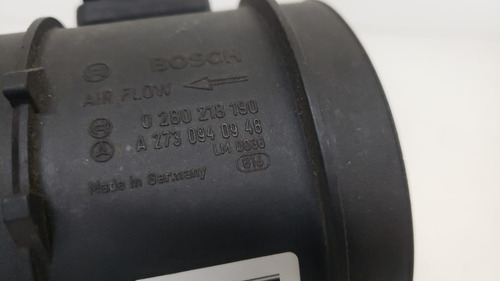 BOSCH
AIR FLOW
0 280 218 190
A 273 094 09 48
Made in Germany